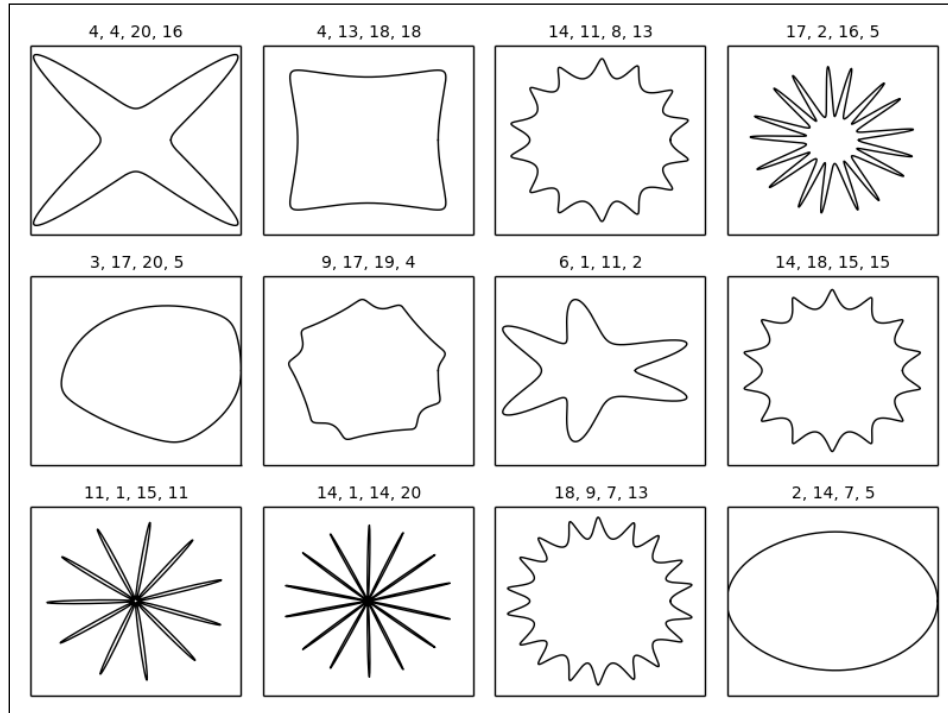 4, 4, 20, 16
4, 13, 18, 18
14, 11, 8, 13
17, 2, 16, 5
3, 17, 20, 5
9, 17, 19, 4
6, 1, 11, 2
14, 18, 15, 15
11, 1, 15, 11
14, 1, 14, 20
18, 9, 7, 13
2, 14, 7, 5